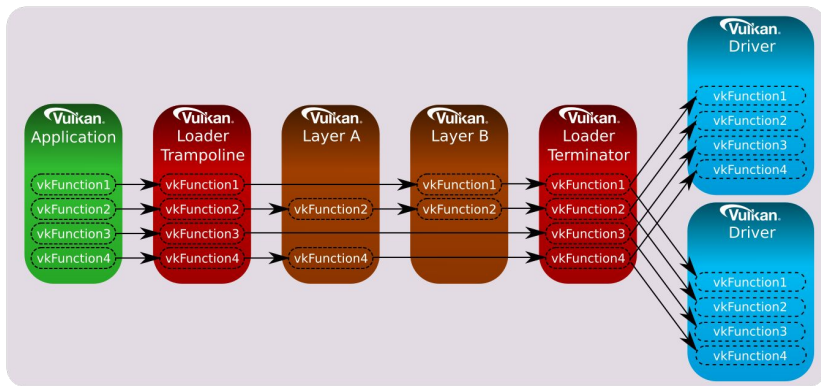 Vulkan.
Application
vkFunction1
vkFunction2
vkFunction3
vkFunction4
Vulkan.
Loader
Trampoline
vkFunction1
vkFunction2
vkFunction3
vkFunction4
Vulkan.
Layer A
vkFunction2
vkFunction4
Vulkan.
Layer B
vkFunction1
vkFunction2
Vulkan.
Loader
Terminator
vkFunction1
vkFunction2
vkFunction3
vkFunction4
Vulkan.
Driver
vkFunction1
vkFunction2
vkFunction3
vkFunction4
Vulkan.
Driver
vkFunction1
vkFunction2
vkFunction3
vkFunction4